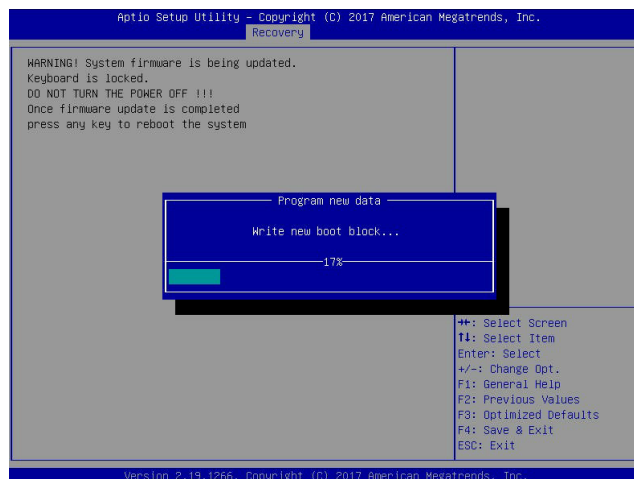 Aptio Setup Utility – Copyright (C) 2017 American Megatrends, Inc.
Recovery
WARNING! System firmware is being updated.
Keyboard is locked.
DO NOT TURN THE POWER OFF !!!
Once firmware update is completed
press any key to reboot the system
Program new data
Write new boot block...
17%
→←: Select Screen
↑↓: Select Item
Enter: Select
+/-: Change Opt.
F1: General Help
F2: Previous Values
F3: Optimized Defaults
F4: Save & Exit
ESC: Exit
Version 2.19.1266. Copyright (C) 2017 American Megatrends, Inc.